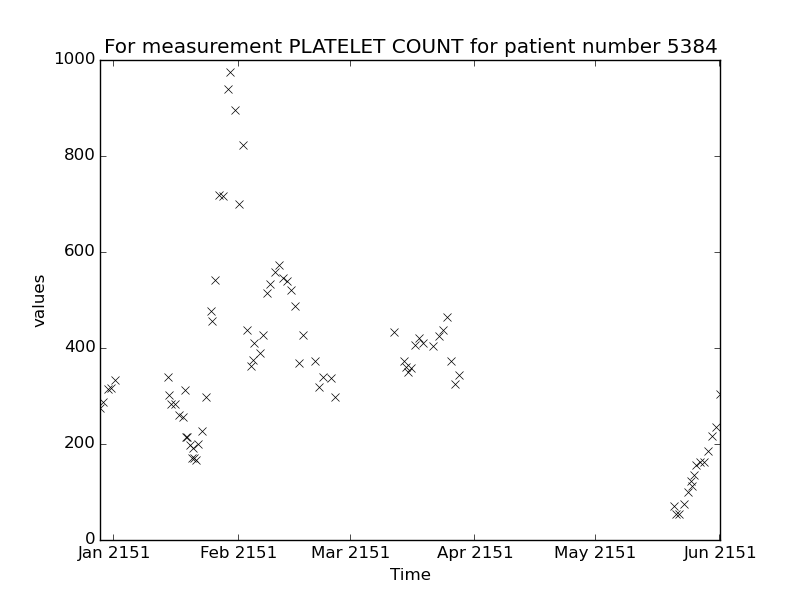 For measurement PLATELET COUNT for patient number 5384
1000
800
600
400
200
0
values
Jan 2151 Feb 2151 Mar 2151 Apr 2151 May 2151 Jun 2151
Time